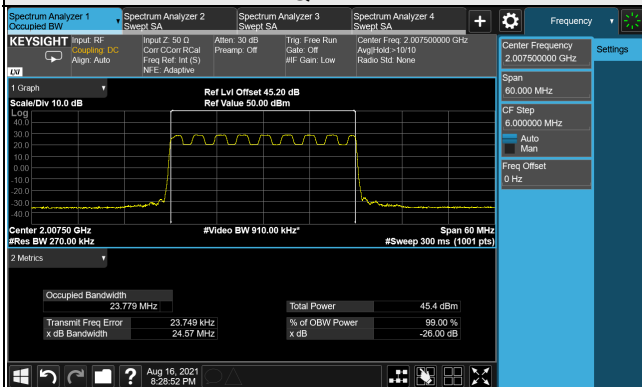 Spectrum Analyzer 1
Occupied BW
Spectrum Analyzer 2
Swept SA
Spectrum Analyzer 3
Swept SA
Spectrum Analyzer 4
Swept SA
+
Frequency
KEYSIGHT
Input: RF
Coupling: DC
Align: Auto
Input Z: 50 Ω
Corr CCorr RCal
Freq Ref: Int (S)
NFE: Adaptive
Atten: 30 dB
Preamp: Off
Trig: Free Run
Gate: Off
#IF Gain: Low
Center Freq: 2.007500000 GHz
Avg|Hold:>10/10
Radio Std: None
LXI
Center Frequency
2.007500000 GHz
Settings
Span
60.000 MHz
CF Step
6.000000 MHz
Auto
Man
Freq Offset
0 Hz
1 Graph
Scale/Div 10.0 dB
Ref Lvl Offset 45.20 dB
Ref Value 50.00 dBm
Log
40.0
30.0
20.0
10.0
0.00
-10.0
-20.0
-30.0
-40.0
Center 2.00750 GHz
#Res BW 270.00 kHz
#Video BW 910.00 kHz*
Span 60 MHz
#Sweep 300 ms (1001 pts)
2 Metrics
Occupied Bandwidth
23.779 MHz
Total Power 45.4 dBm
Transmit Freq Error 23.749 kHz
% of OBW Power 99.00 %
x dB Bandwidth 24.57 MHz
x dB -26.00 dB
?
Aug 16, 2021
8:28:52 PM